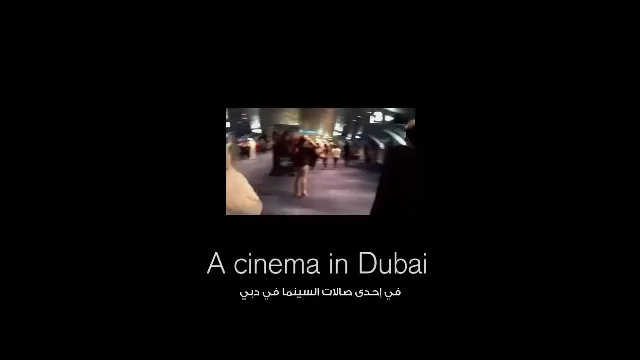 A cinema in Dubai
في إحدى صالات السينما في دبي